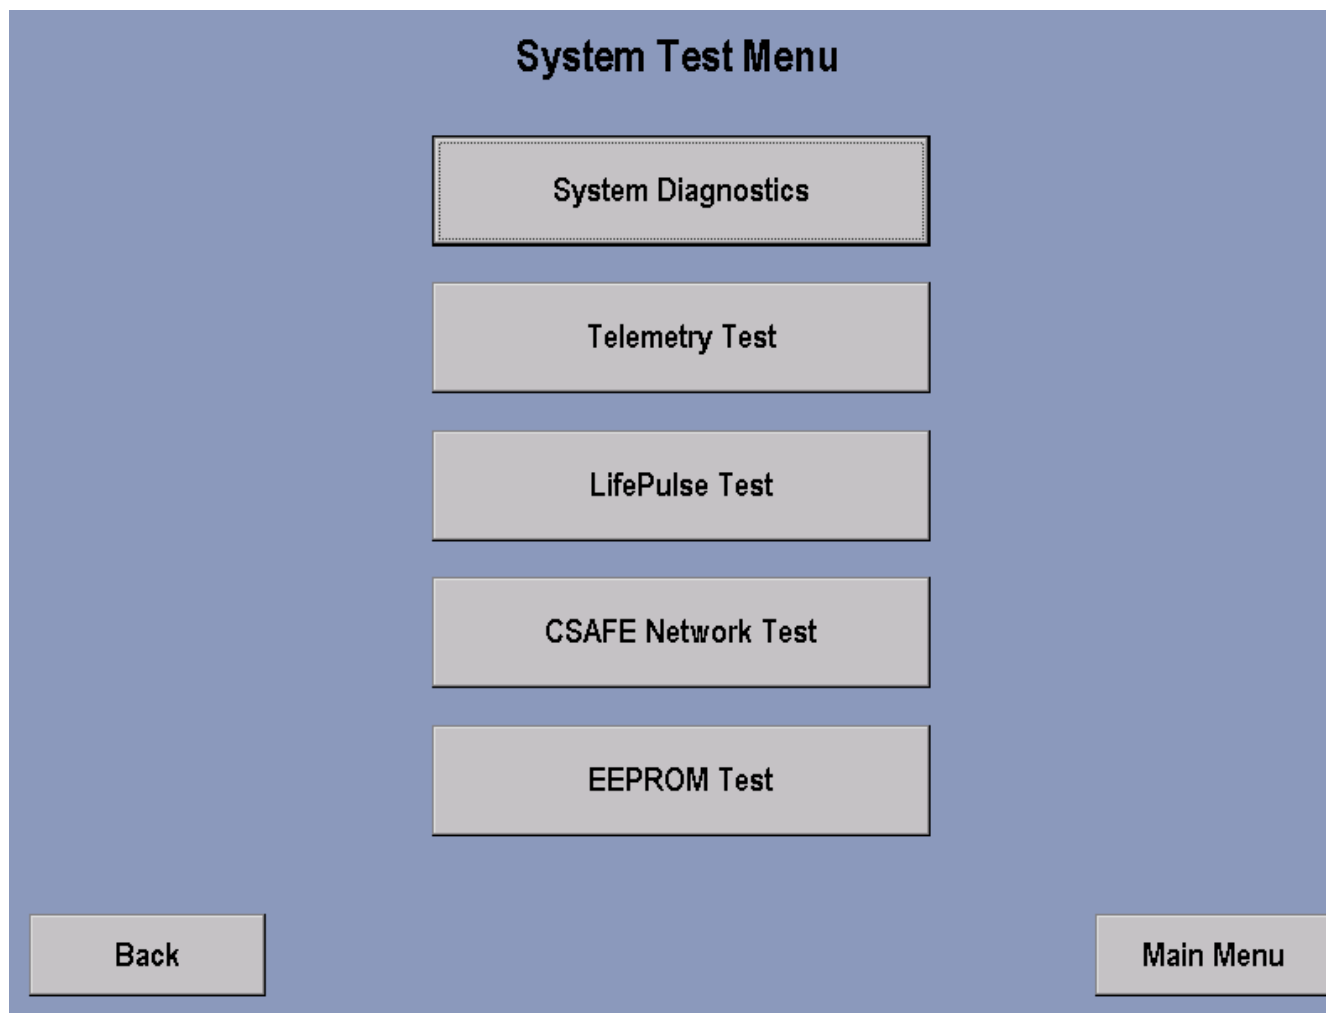 System Test Menu
System Diagnostics
Telemetry Test
LifePulse Test
CSAFE Network Test
EEPROM Test
Back
Main Menu